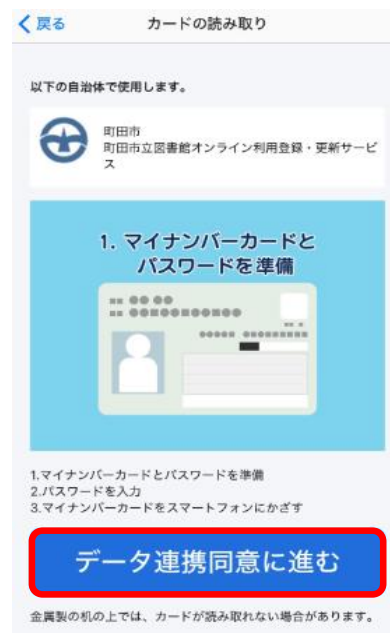 戻る
カードの読み取り
以下の自治体で使用します。
町田市
町田市立図書館オンライン利用登録・更新サービ
ス
1. マイナンバーカードと
パスワードを準備
1.マイナンバーカードとパスワードを準備
2.パスワードを入力
3.マイナンバーカードをスマートフォンにかざす
データ連携同意に進む
金属製の机の上では、カードが読み取れない場合があります。